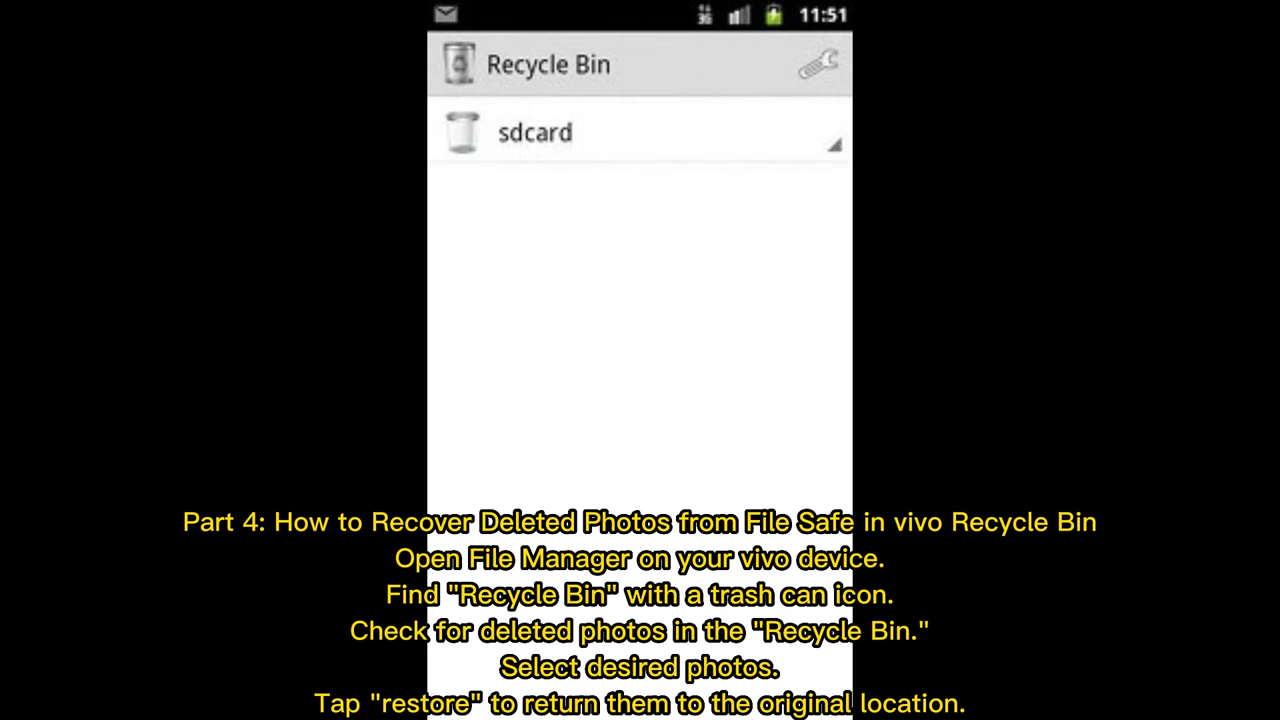 11:51
Recycle Bin
sdcard
Part 4: How to Recover Deleted Photos from File Safe in vivo Recycle Bin
Open File Manager on your vivo device.
Find "Recycle Bin" with a trash can icon.
Check for deleted photos in the "Recycle Bin."
Select desired photos.
Tap "restore" to return them to the original location.